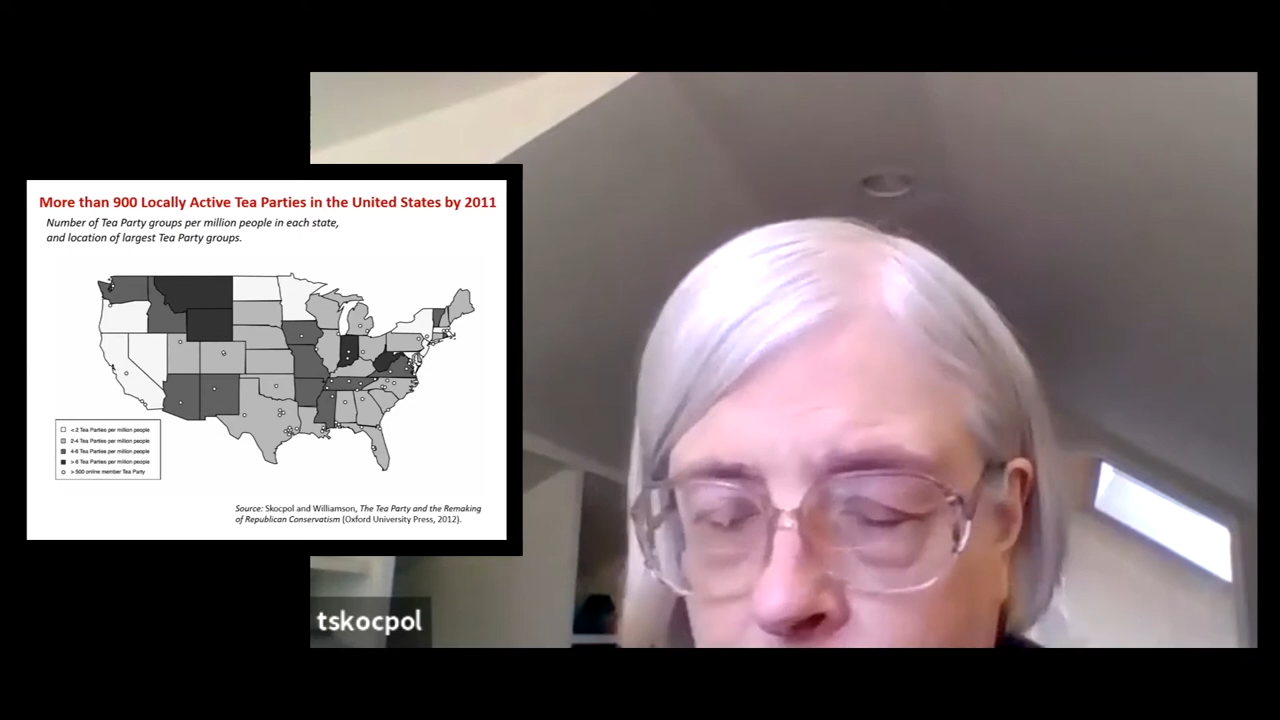 More than 900 Locally Active Tea Parties in the United States by 2011
Number of Tea Party groups per million people in each state,
and location of largest Tea Party groups.
< 2 Tea Parties per million people
2-4 Tea Parties per million people
4-6 Tea Parties per million people
> 6 Tea Parties per million people
> 500 online member Tea Party
Source: Skocpol and Williamson, The Tea Party and the Remaking
of Republican Conservatism (Oxford University Press, 2012).
tskocpol